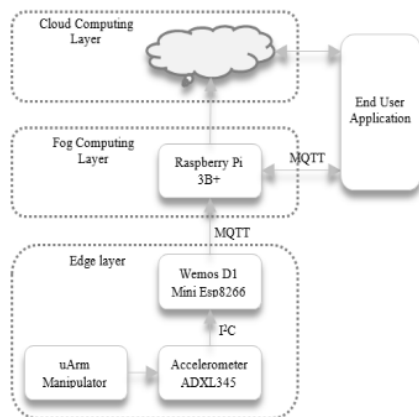 Cloud Computing
Layer
End User
Application
Fog Computing
Layer
Raspberry Pi
3B+
MQTT
MQTT
Edge layer
Wemos D1
Mini Esp8266
I²C
uArm
Manipulator
Accelerometer
ADXL345